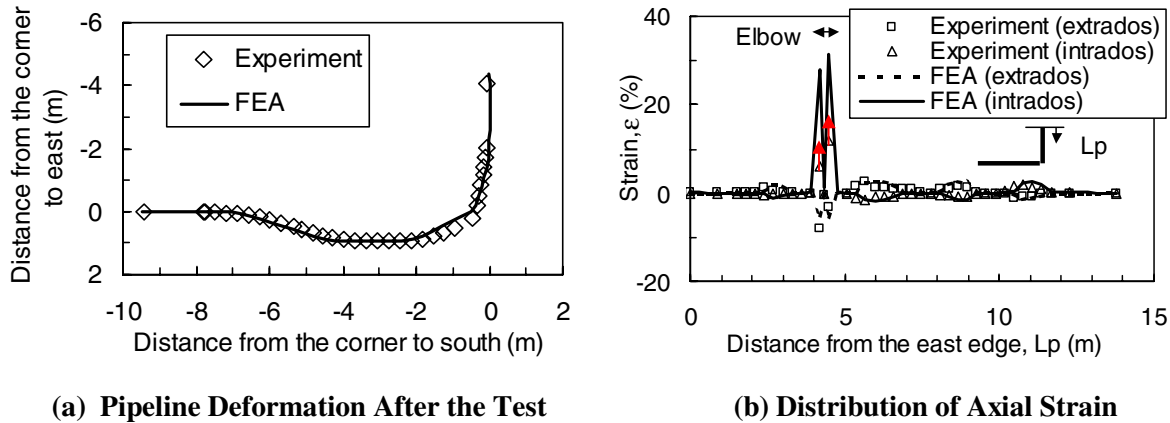 Distance from the corner
to east (m)
-6
-4
-2
0
2
Experiment
FEA
-10
-8
-6
-4
-2
0
2
Distance from the corner to south (m)
(a) Pipeline Deformation After the Test
Strain, ε (%)
40
20
0
-20
Elbow
Experiment (extrados)
Experiment (intrados)
FEA (extrados)
FEA (intrados)
Lp
0
5
10
15
Distance from the east edge, Lp (m)
(b) Distribution of Axial Strain